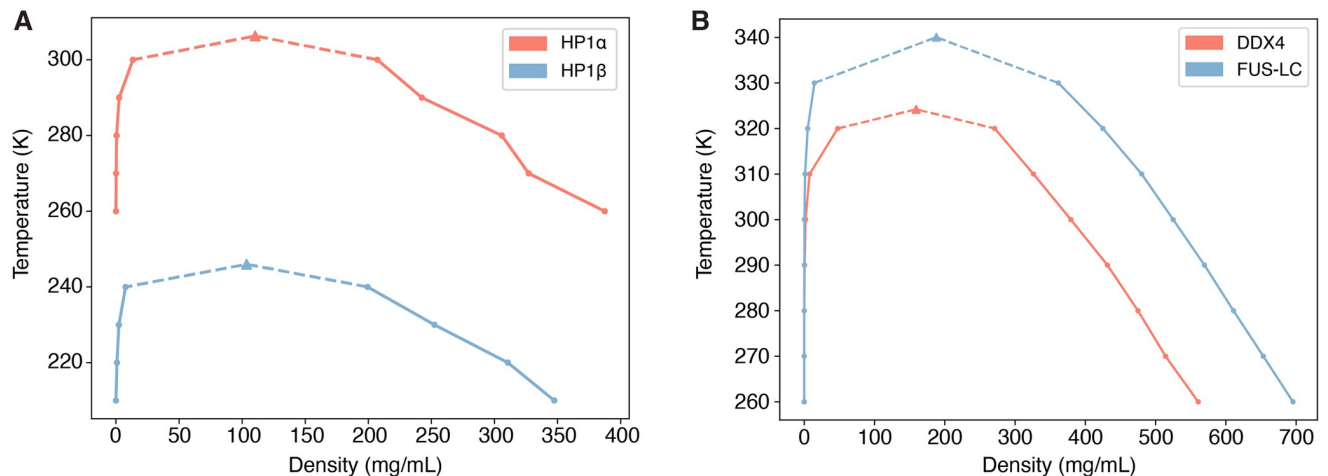 A
HP1α
HP1β
300
280
260
240
220
Temperature (K)
0 50 100 150 200 250 300 350 400
Density (mg/mL)
B
DDX4
FUS-LC
340
330
320
310
300
290
280
270
260
Temperature (K)
0 100 200 300 400 500 600 700
Density (mg/mL)